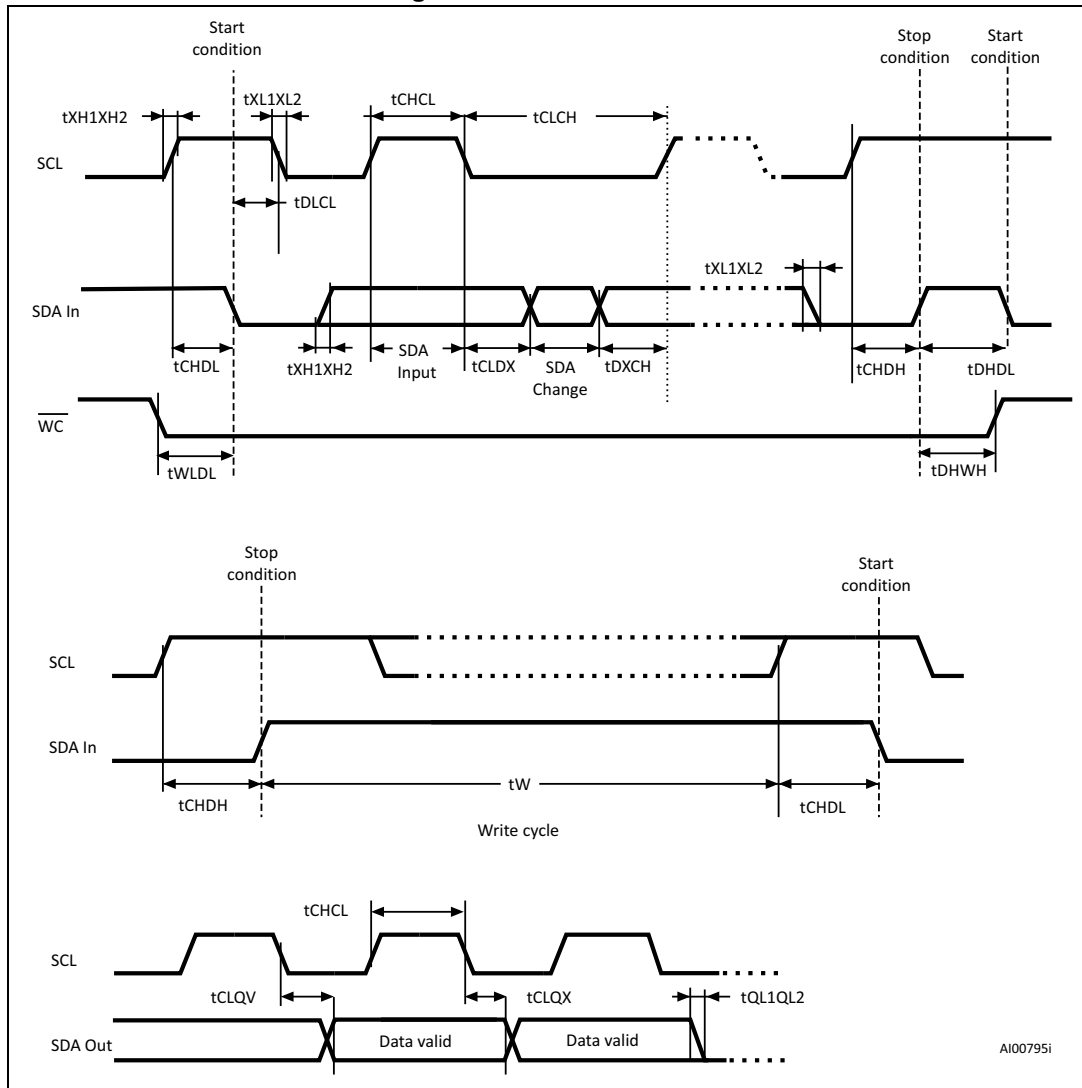 Start
condition
Stop
condition
Start
condition
tXH1XH2
tXL1XL2
tCHCL
tCLCH
SCL
tDLCL
tXL1XL2
SDA In
tCHDL
tXH1XH2
SDA
Input
tCLDX
SDA
Change
tDXCH
tCHDH
tDHDL
WC
tWLDL
tDHWH
Stop
condition
Start
condition
SCL
SDA In
tCHDH
tW
tCHDL
Write cycle
tCHCL
SCL
tCLQV
tCLQX
tQL1QL2
SDA Out
Data valid
Data valid
AI00795i